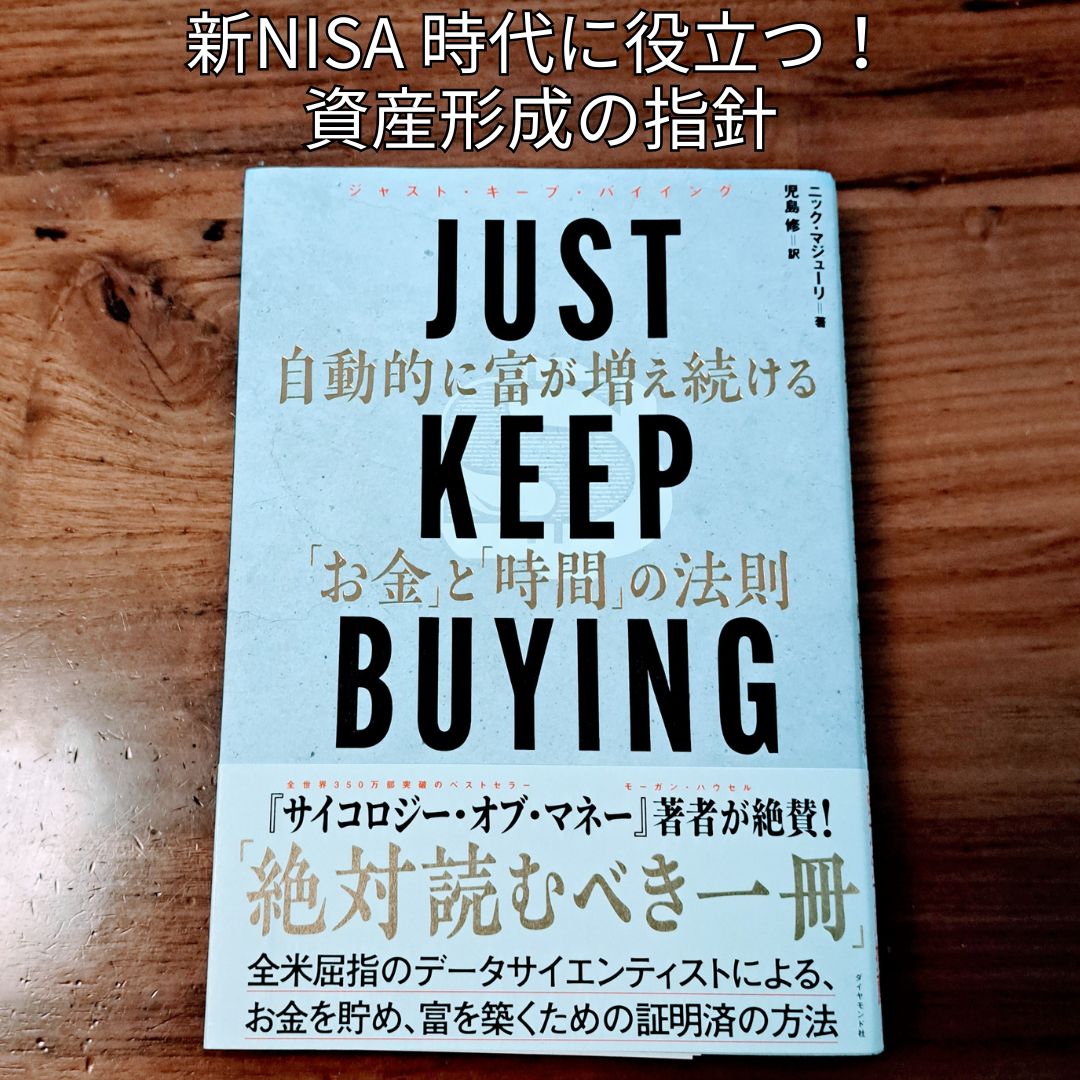 新NISA 時代に役立つ！
資産形成の指針
ジャスト・キープ・バイイング
ニック・マジューリ＝著
児島 修＝訳
JUST
自動的に富が増え続ける
KEEP
「お金」と「時間」の法則
BUYING
全世界350万部突破のベストセラー
モーガン・ハウセル
『サイコロジー・オブ・マネー』著者が絶賛！
「絶対読むべき一冊」
全米屈指のデータサイエンティストによる、
お金を貯め、富を築くための証明済の方法
ダイヤモンド社